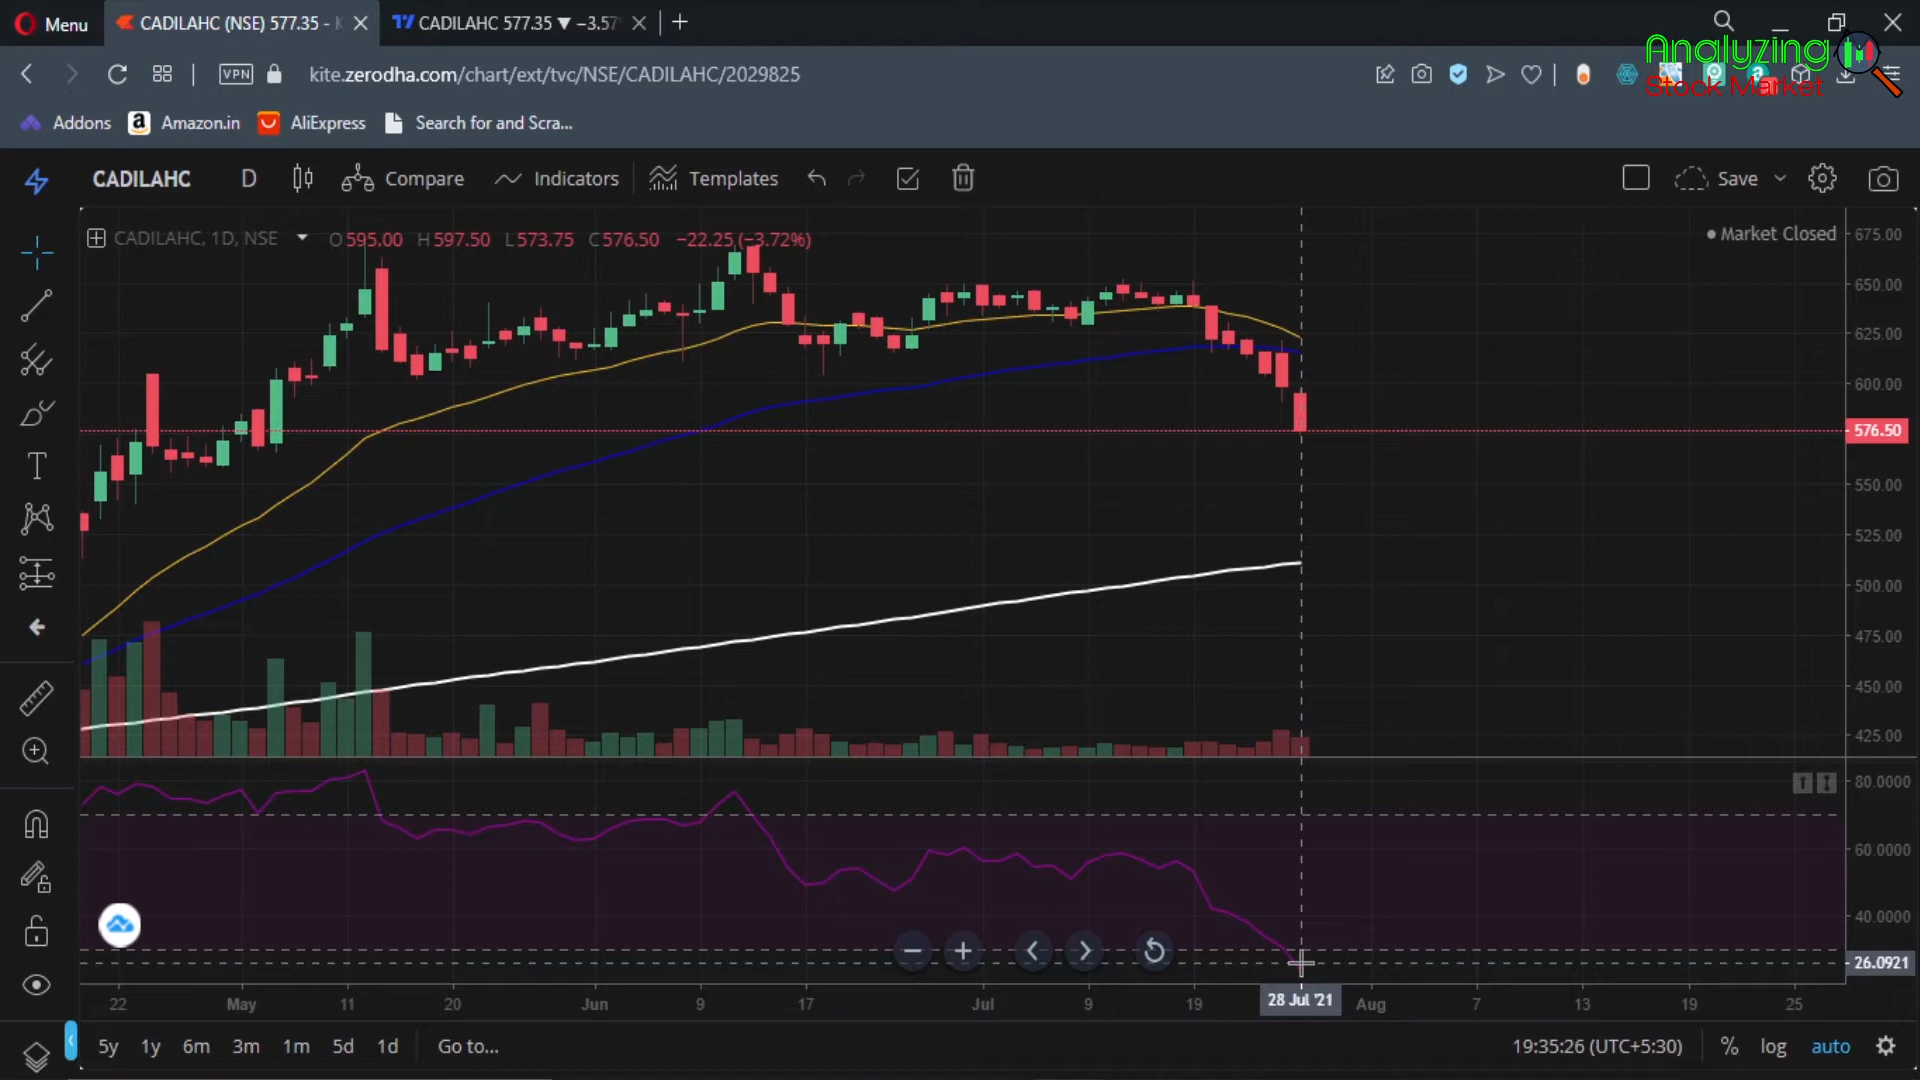 Menu
CADILAHC (NSE) 577.35 - K
CADILAHC 577.35 ▼ −3.57
VPN
kite.zerodha.com/chart/ext/tvc/NSE/CADILAHC/2029825
Analyzing
Stock Market
Addons
Amazon.in
AliExpress
Search for and Scra...
CADILAHC
D
Compare
Indicators
Templates
Save
CADILAHC, 1D, NSE
O 595.00 H 597.50 L 573.75 C 576.50 −22.25 (−3.72%)
Market Closed
675.00
650.00
625.00
600.00
576.50
550.00
525.00
500.00
475.00
450.00
425.00
80.0000
60.0000
40.0000
26.0921
22 May 11 20 Jun 9 17 Jul 9 19 28 Jul '21 Aug 7 13 19 25
5y 1y 6m 3m 1m 5d 1d Go to...
19:35:26 (UTC+5:30) % log auto